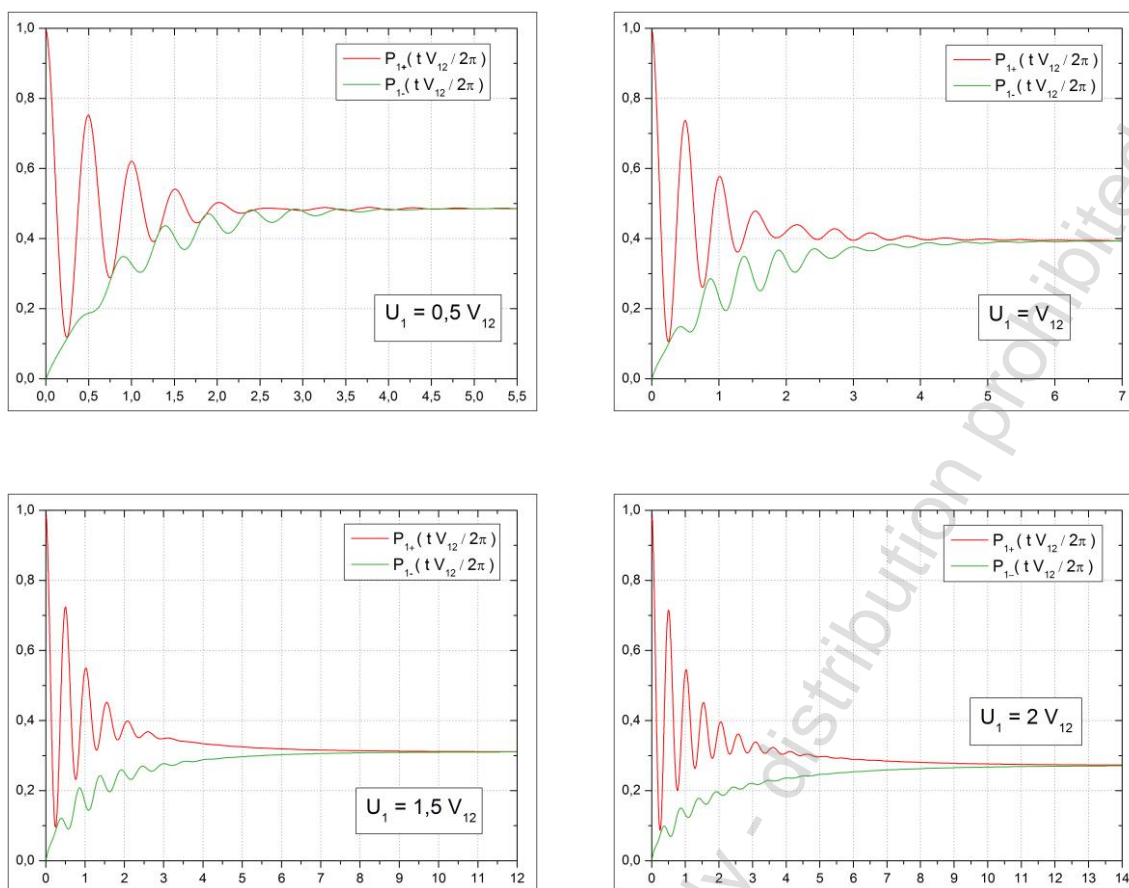 1,0
0,8
0,6
0,4
0,2
0,0
P1+( t V12 / 2π )
P1-( t V12 / 2π )
U1 = 0,5 V12
0,0 0,5 1,0 1,5 2,0 2,5 3,0 3,5 4,0 4,5 5,0 5,5
1,0
0,8
0,6
0,4
0,2
0,0
P1+( t V12 / 2π )
P1-( t V12 / 2π )
U1 = V12
0 1 2 3 4 5 6 7
1,0
0,8
0,6
0,4
0,2
0,0
P1+( t V12 / 2π )
P1-( t V12 / 2π )
U1 = 1,5 V12
0 1 2 3 4 5 6 7 8 9 10 11 12
1,0
0,8
0,6
0,4
0,2
0,0
P1+( t V12 / 2π )
P1-( t V12 / 2π )
U1 = 2 V12
0 1 2 3 4 5 6 7 8 9 10 11 12 13 14
- distribution prohibited